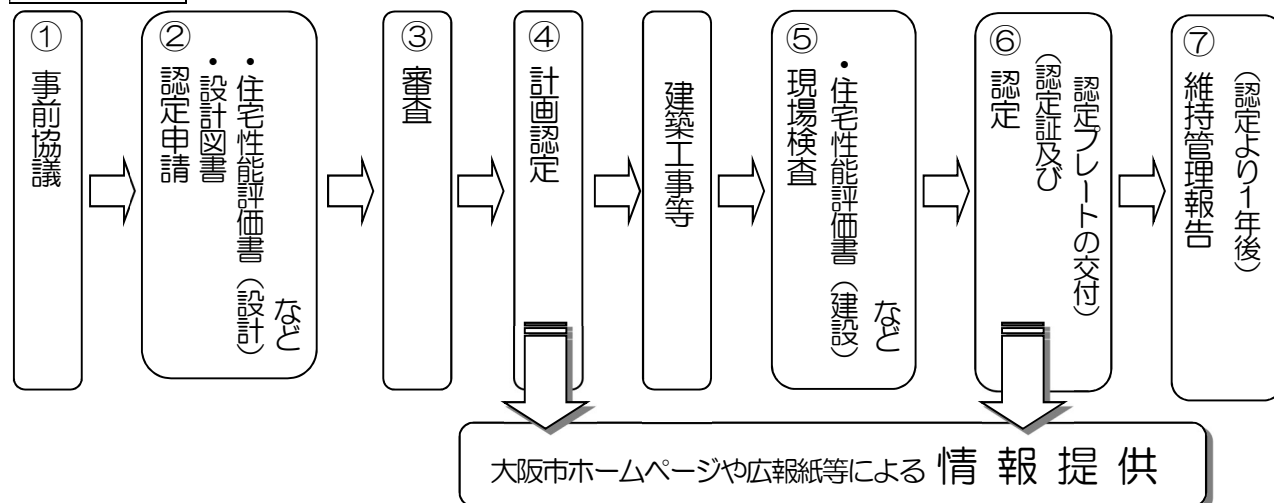 ①
事前協議
②
認定申請
・設計図書
・住宅性能評価書（設計）
など
③
審査
④
計画認定
建築工事等
⑤
現場検査
・住宅性能評価書（建設）
など
⑥
認定
（認定証及び
認定プレートの交付）
⑦
維持管理報告
（認定より１年後）
大阪市ホームページや広報紙等による 情報提供